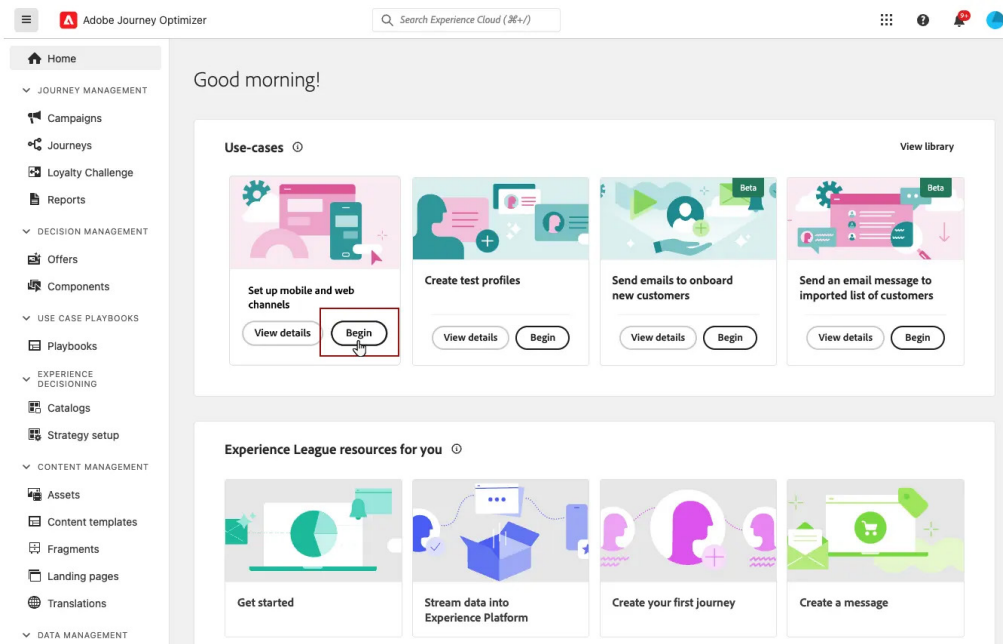 Adobe Journey Optimizer
Search Experience Cloud (⌘+/)
9+
Home
JOURNEY MANAGEMENT
Campaigns
Journeys
Loyalty Challenge
Reports
DECISION MANAGEMENT
Offers
Components
USE CASE PLAYBOOKS
Playbooks
EXPERIENCE
DECISIONING
Catalogs
Strategy setup
CONTENT MANAGEMENT
Assets
Content templates
Fragments
Landing pages
Translations
DATA MANAGEMENT
Good morning!
Use-cases
View library
Set up mobile and web
channels
View details
Begin
Create test profiles
View details
Begin
Beta
Send emails to onboard
new customers
View details
Begin
Beta
Send an email message to
imported list of customers
View details
Begin
Experience League resources for you
Get started
Stream data into
Experience Platform
Create your first journey
Create a message